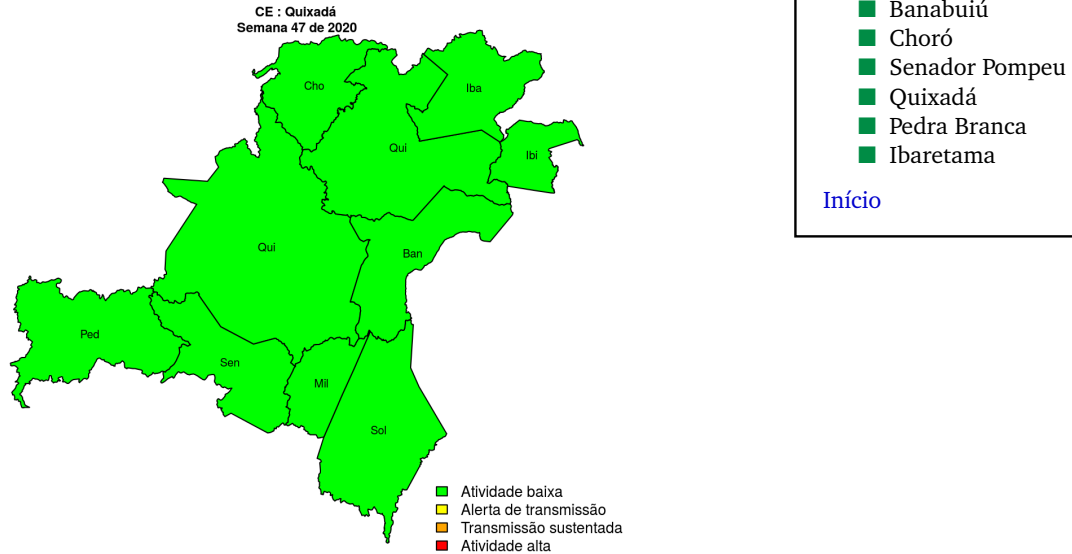 CE : Quixadá
Semana 47 de 2020
Cho
Iba
Qui
Ibi
Qui
Ban
Ped
Sen
Mil
Sol
Atividade baixa
Alerta de transmissão
Transmissão sustentada
Atividade alta
Banabuiú
Choró
Senador Pompeu
Quixadá
Pedra Branca
Ibaretama
Início